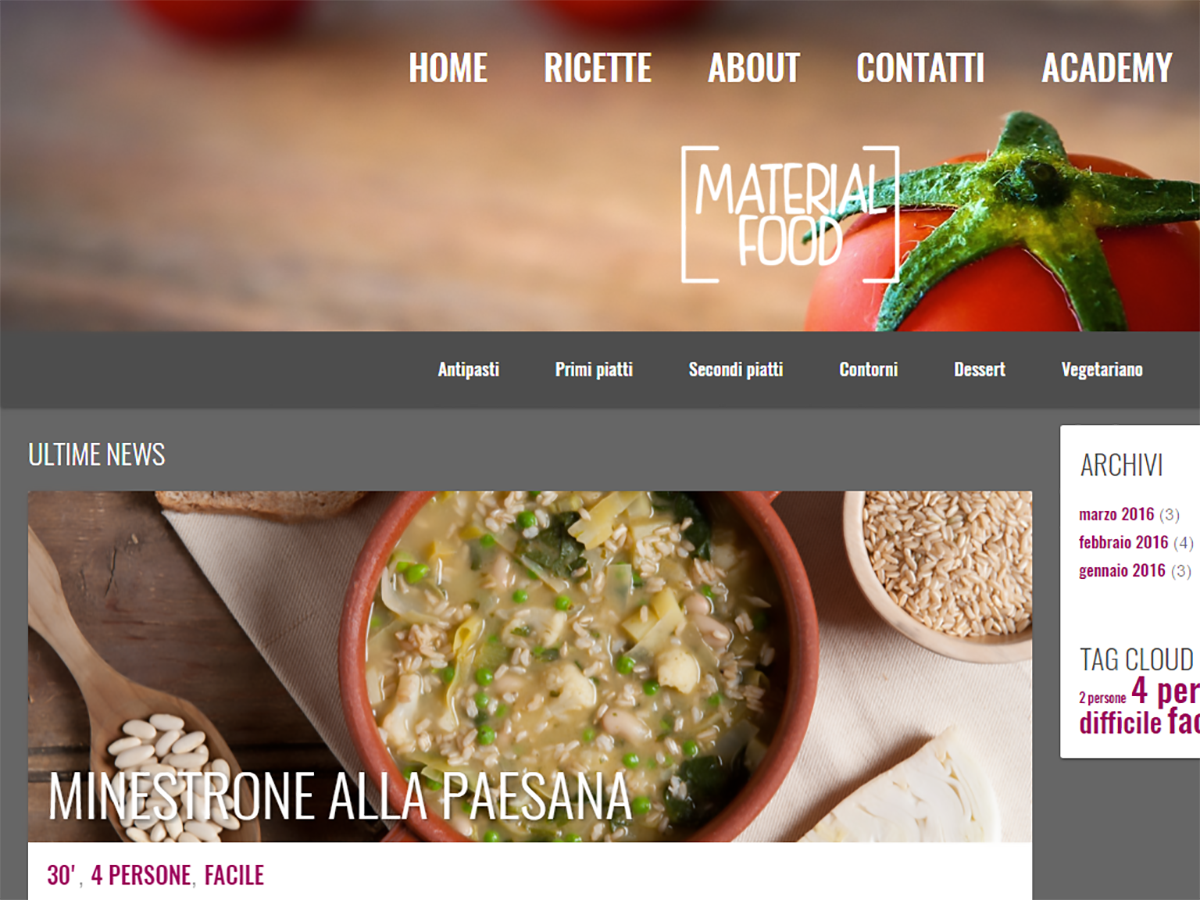 HOME RICETTE ABOUT CONTATTI ACADEMY
MATERIAL
FOOD
Antipasti Primi piatti Secondi piatti Contorni Dessert Vegetariano
ULTIME NEWS
MINESTRONE ALLA PAESANA
30', 4 PERSONE, FACILE
ARCHIVI
marzo 2016 (3)
febbraio 2016 (4)
gennaio 2016 (3)
TAG CLOUD
2 persone 4 per
difficile fac